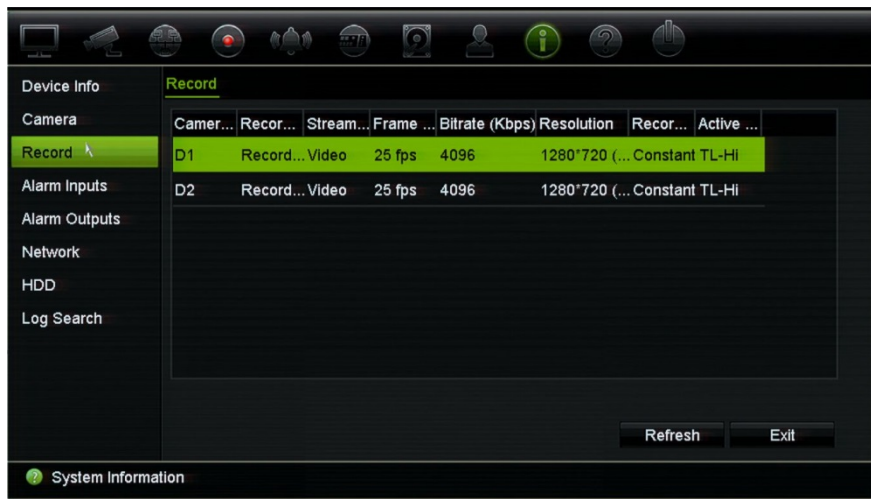 Device Info
Record
Camera
Camer... Recor... Stream... Frame ... Bitrate (Kbps) Resolution Recor... Active ...
Record
D1 Record... Video 25 fps 4096 1280*720 (... Constant TL-Hi
Alarm Inputs
D2 Record... Video 25 fps 4096 1280*720 (... Constant TL-Hi
Alarm Outputs
Network
HDD
Log Search
Refresh Exit
? System Information